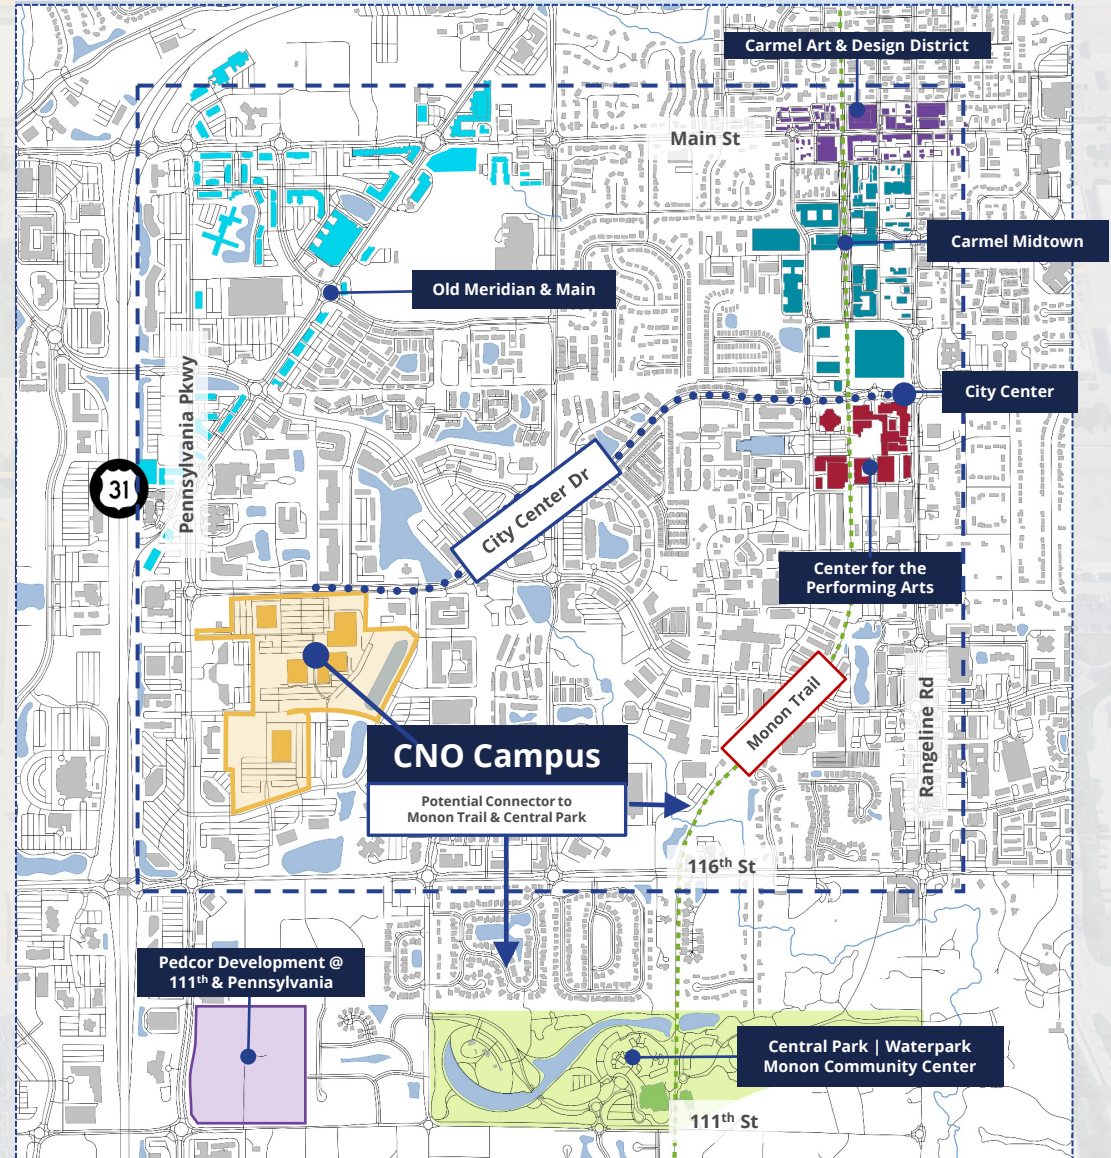 Carmel Art & Design District
Main St
Carmel Midtown
Old Meridian & Main
Pennsylvania Pkwy
City Center
31
City Center Dr
Center for the
Performing Arts
Monon Trail
Rangeline Rd
CNO Campus
Potential Connector to
Monon Trail & Central Park
116th St
Pedcor Development @
111th & Pennsylvania
Central Park | Waterpark
Monon Community Center
111th St